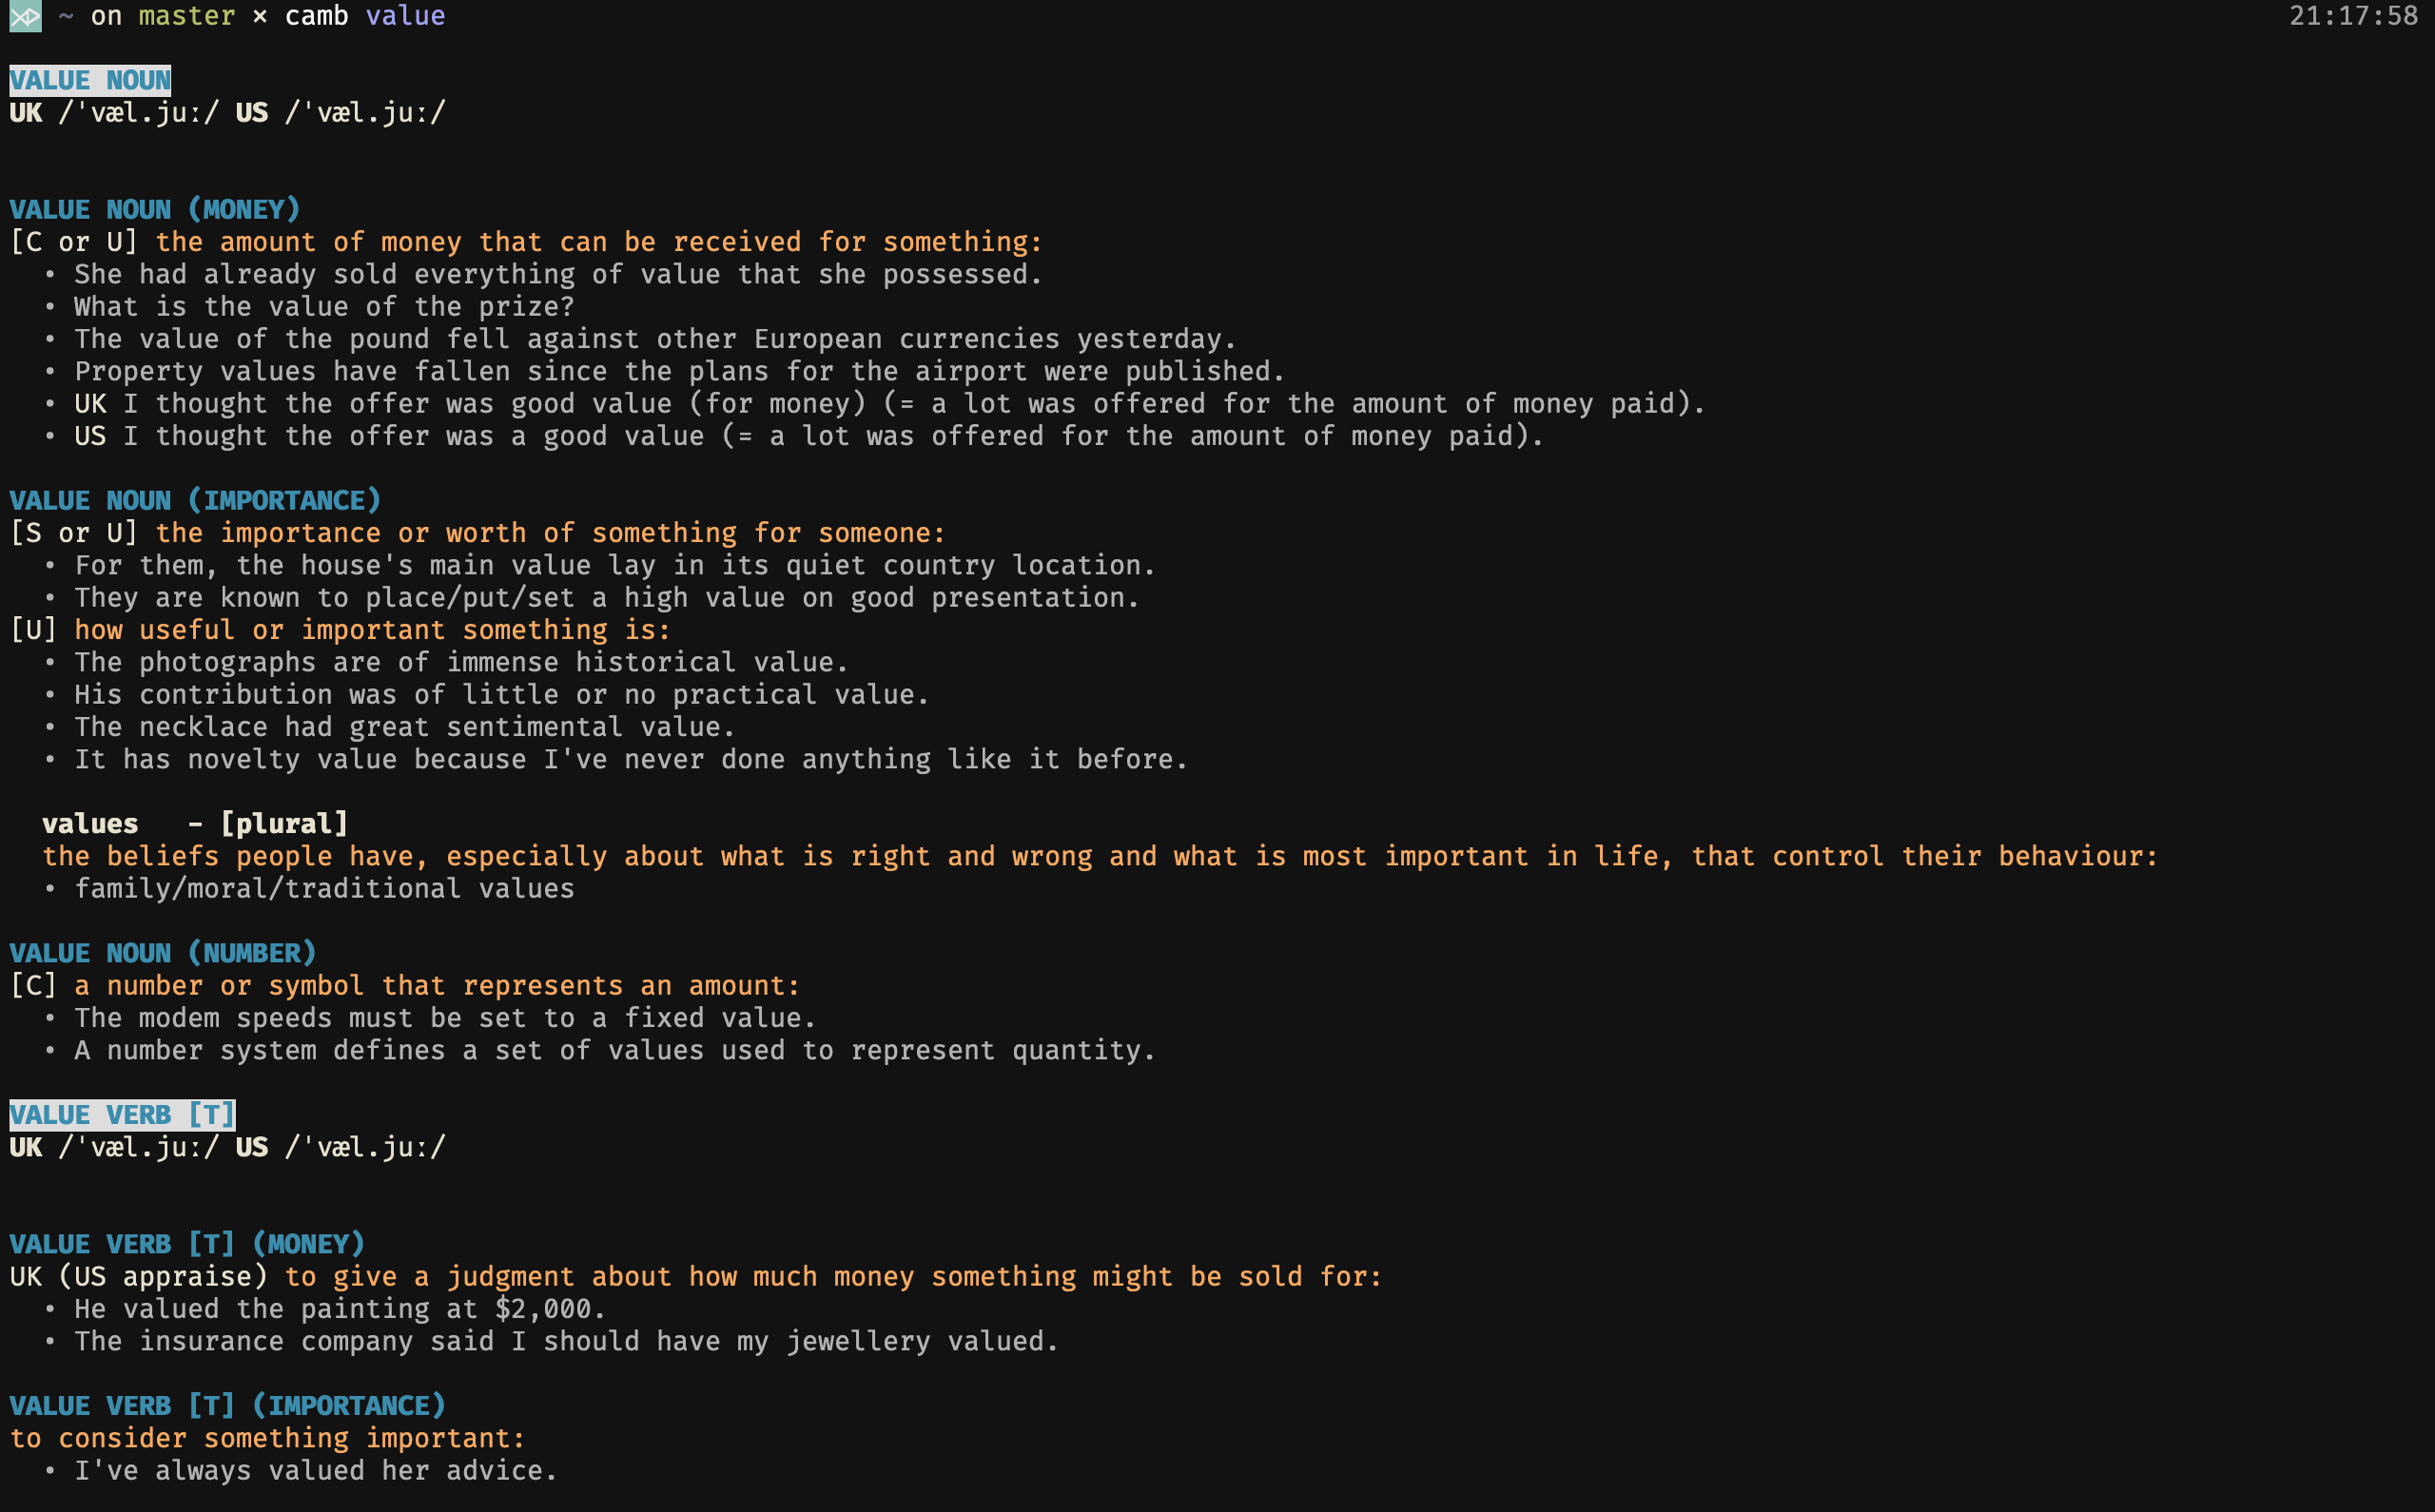 ~ on master × camb value 21:17:58
VALUE NOUN
UK /ˈvæl.juː/ US /ˈvæl.juː/
VALUE NOUN (MONEY)
[C or U] the amount of money that can be received for something:
• She had already sold everything of value that she possessed.
• What is the value of the prize?
• The value of the pound fell against other European currencies yesterday.
• Property values have fallen since the plans for the airport were published.
• UK I thought the offer was good value (for money) (= a lot was offered for the amount of money paid).
• US I thought the offer was a good value (= a lot was offered for the amount of money paid).
VALUE NOUN (IMPORTANCE)
[S or U] the importance or worth of something for someone:
• For them, the house's main value lay in its quiet country location.
• They are known to place/put/set a high value on good presentation.
[U] how useful or important something is:
• The photographs are of immense historical value.
• His contribution was of little or no practical value.
• The necklace had great sentimental value.
• It has novelty value because I've never done anything like it before.
values – [plural]
the beliefs people have, especially about what is right and wrong and what is most important in life, that control their behaviour:
• family/moral/traditional values
VALUE NOUN (NUMBER)
[C] a number or symbol that represents an amount:
• The modem speeds must be set to a fixed value.
• A number system defines a set of values used to represent quantity.
VALUE VERB [T]
UK /ˈvæl.juː/ US /ˈvæl.juː/
VALUE VERB [T] (MONEY)
UK (US appraise) to give a judgment about how much money something might be sold for:
• He valued the painting at $2,000.
• The insurance company said I should have my jewellery valued.
VALUE VERB [T] (IMPORTANCE)
to consider something important:
• I've always valued her advice.